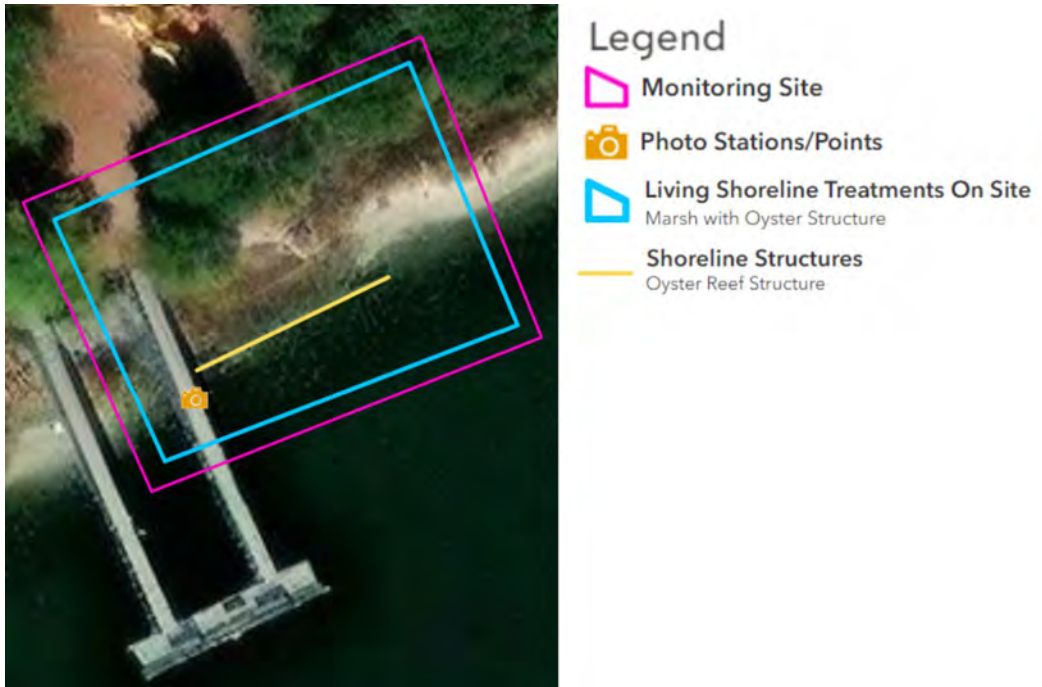 Legend
Monitoring Site
Photo Stations/Points
Living Shoreline Treatments On Site
Marsh with Oyster Structure
Shoreline Structures
Oyster Reef Structure